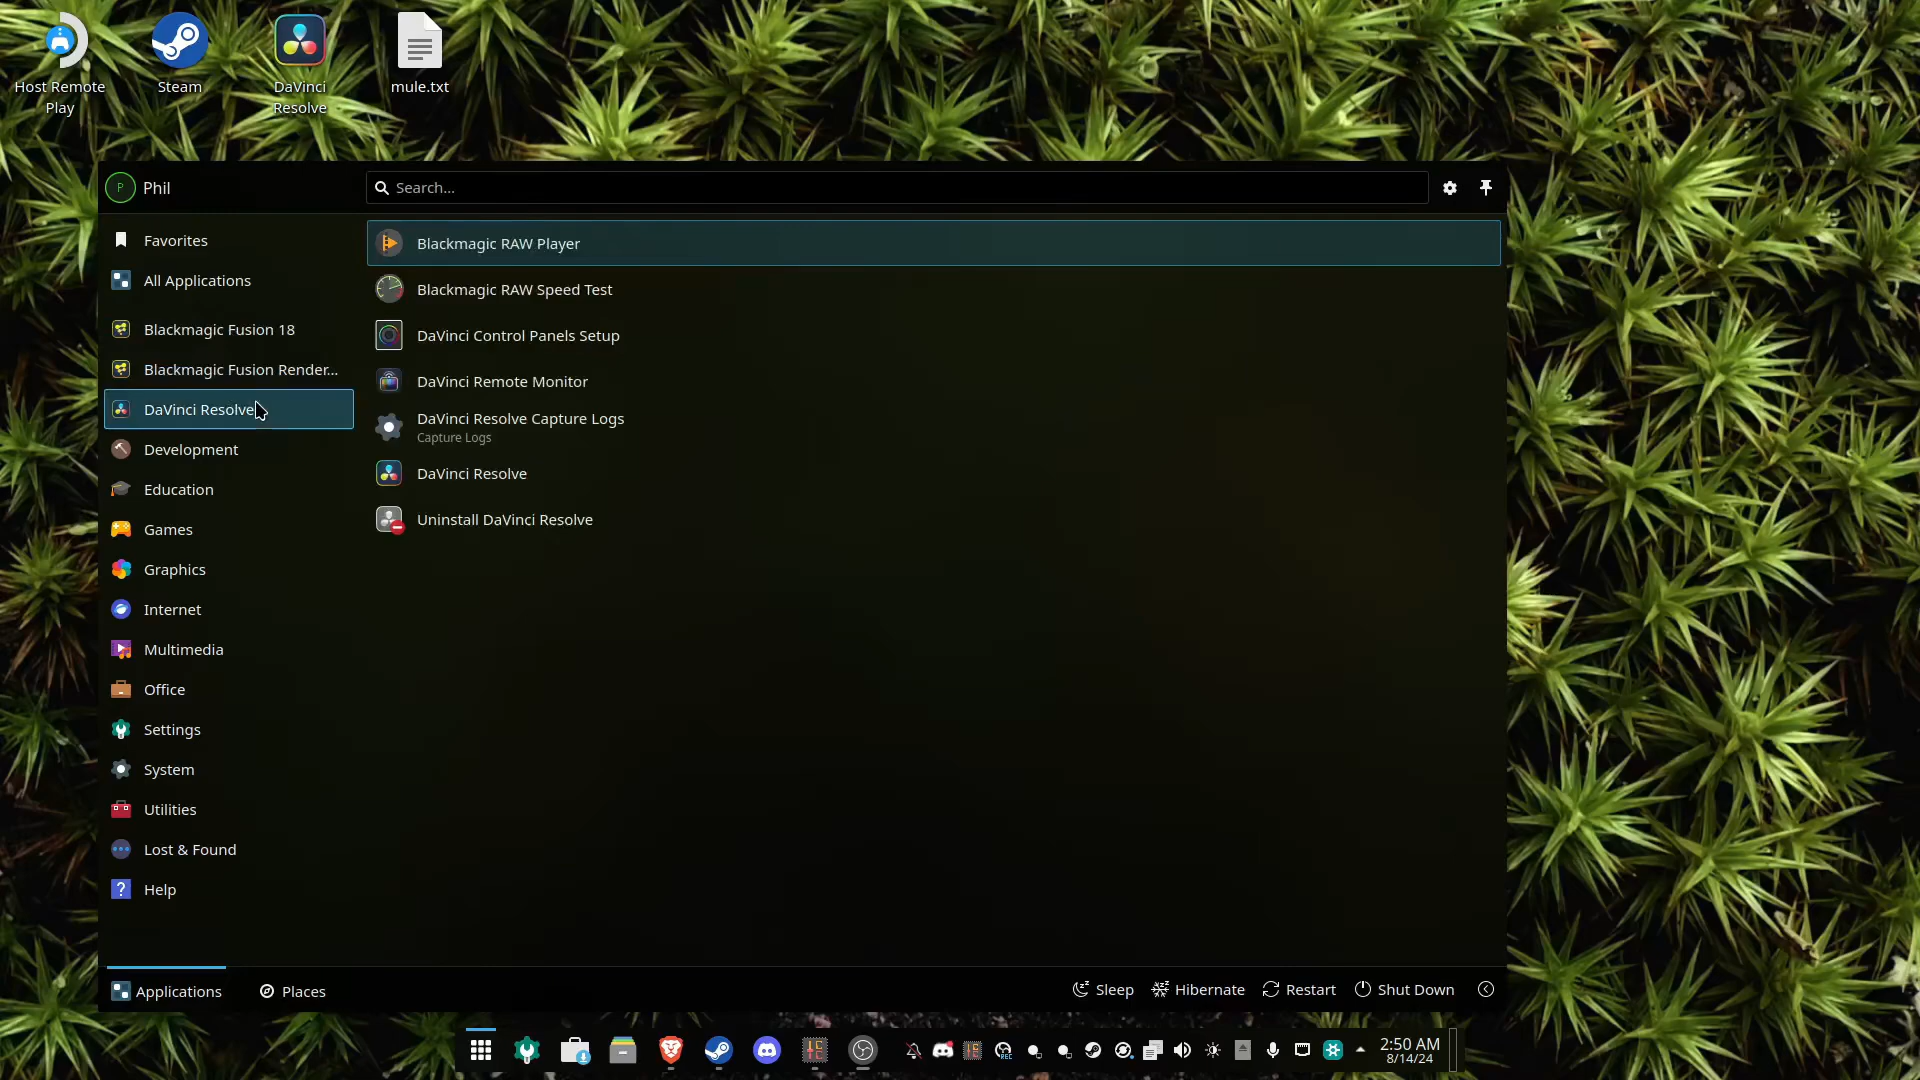 Host Remote
Play
Steam
DaVinci
Resolve
mule.txt
P
Phil
Search...
Favorites
All Applications
Blackmagic Fusion 18
Blackmagic Fusion Render...
DaVinci Resolve
Development
Education
Games
Graphics
Internet
Multimedia
Office
Settings
System
Utilities
Lost & Found
Help
Blackmagic RAW Player
Blackmagic RAW Speed Test
DaVinci Control Panels Setup
DaVinci Remote Monitor
DaVinci Resolve Capture Logs
Capture Logs
DaVinci Resolve
Uninstall DaVinci Resolve
Applications
Places
Sleep
Hibernate
Restart
Shut Down
REC
2:50 AM
8/14/24